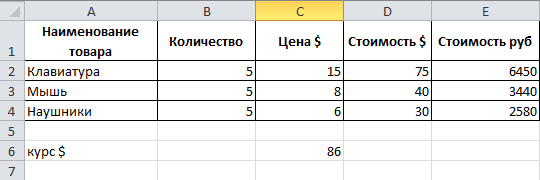 A B C D E
1 Наименование товара Количество Цена $ Стоимость $ Стоимость руб
2 Клавиатура 5 15 75 6450
3 Мышь 5 8 40 3440
4 Наушники 5 6 30 2580
5
6 курс $ 86
7